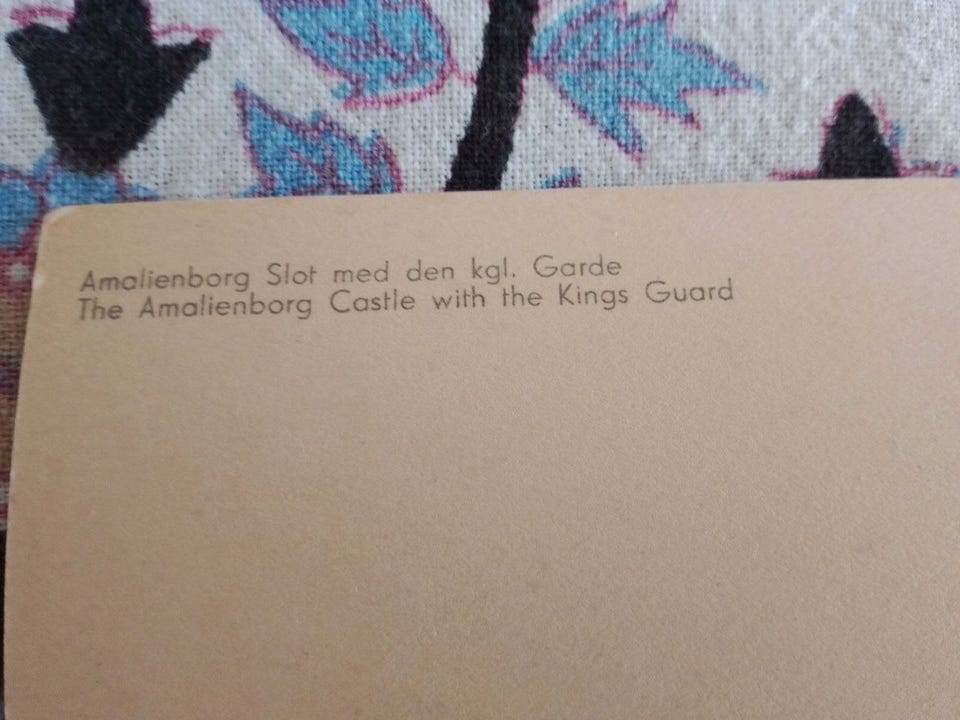 Amalienborg Slot med den kgl. Garde
The Amalienborg Castle with the Kings Guard